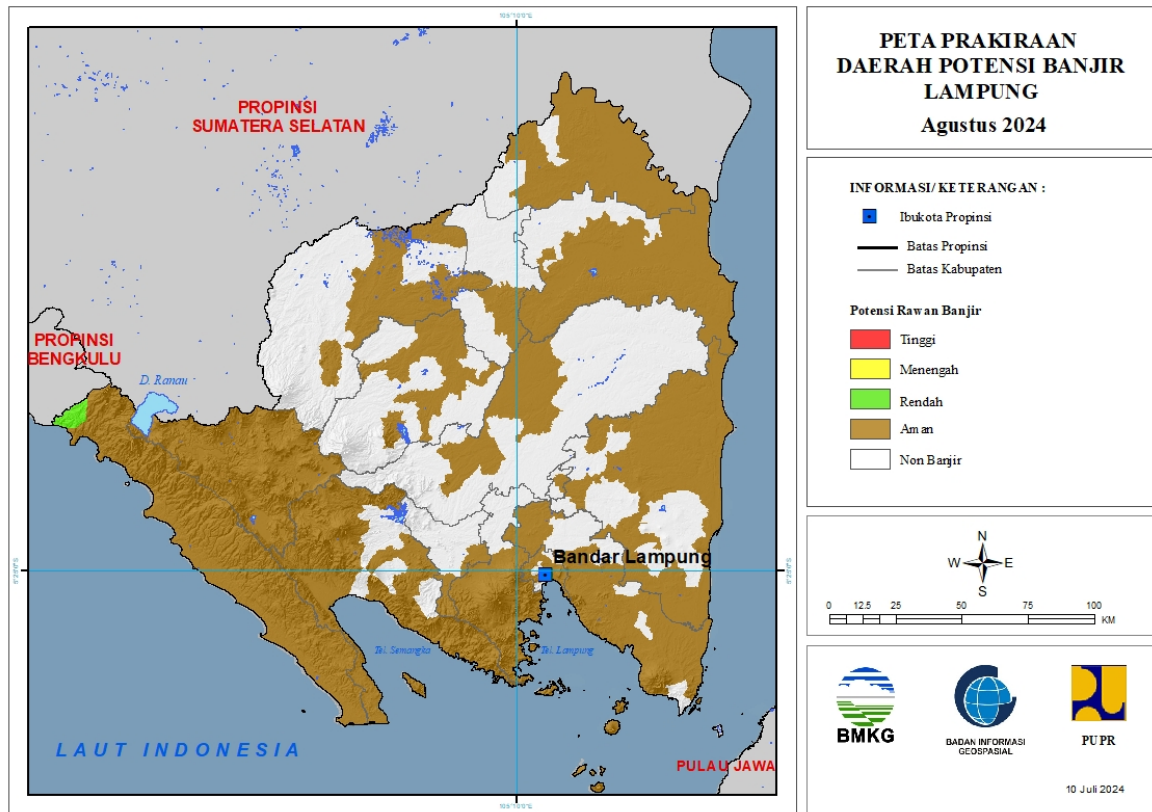 105°10'0"E
PROPINSI
SUMATERA SELATAN
PROPINSI
BENGKULU
D. Ranau
Bandar Lampung
Tel. Semangka
Tel. Lampung
LAUT INDONESIA
PULAU JAWA
PETA PRAKIRAAN
DAERAH POTENSI BANJIR
LAMPUNG
Agustus 2024
INFORMASI/KETERANGAN :
Ibukota Propinsi
Batas Propinsi
Batas Kabupaten
Potensi Rawan Banjir
Tinggi
Menengah
Rendah
Aman
Non Banjir
N
W E
S
0 12.5 25 50 75 100
KM
BMKG
BADAN INFORMASI
GEOSPASIAL
PUPR
10 Juli 2024